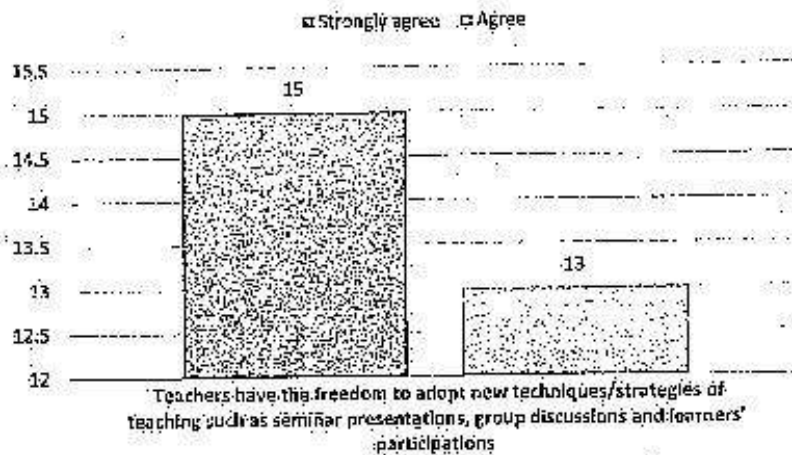 Strongly agree Agree
15.5
15
15
14.5
14
13.5
13
13
12.5
12
Teachers have the freedom to adopt new techniques/strategies of
teaching such as seminar presentations, group discussions and learners'
participations